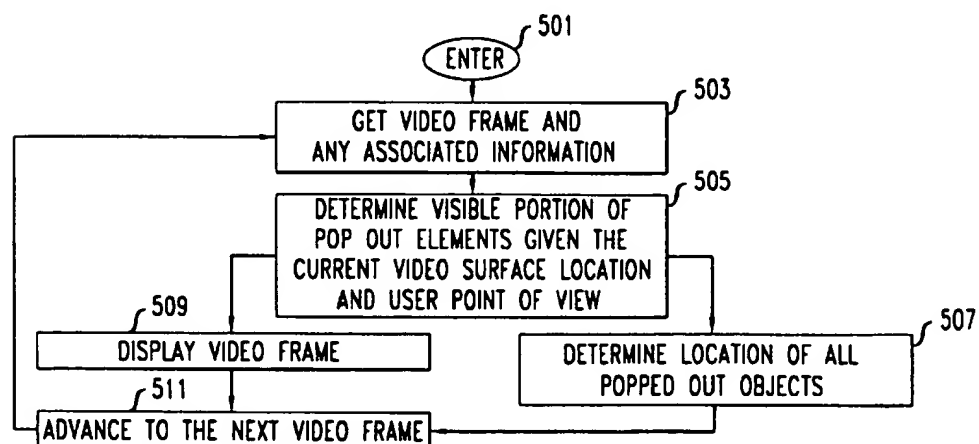 501
ENTER
503
GET VIDEO FRAME AND
ANY ASSOCIATED INFORMATION
505
DETERMINE VISIBLE PORTION OF
POP OUT ELEMENTS GIVEN THE
CURRENT VIDEO SURFACE LOCATION
AND USER POINT OF VIEW
509
DISPLAY VIDEO FRAME
507
DETERMINE LOCATION OF ALL
POPPED OUT OBJECTS
511
ADVANCE TO THE NEXT VIDEO FRAME